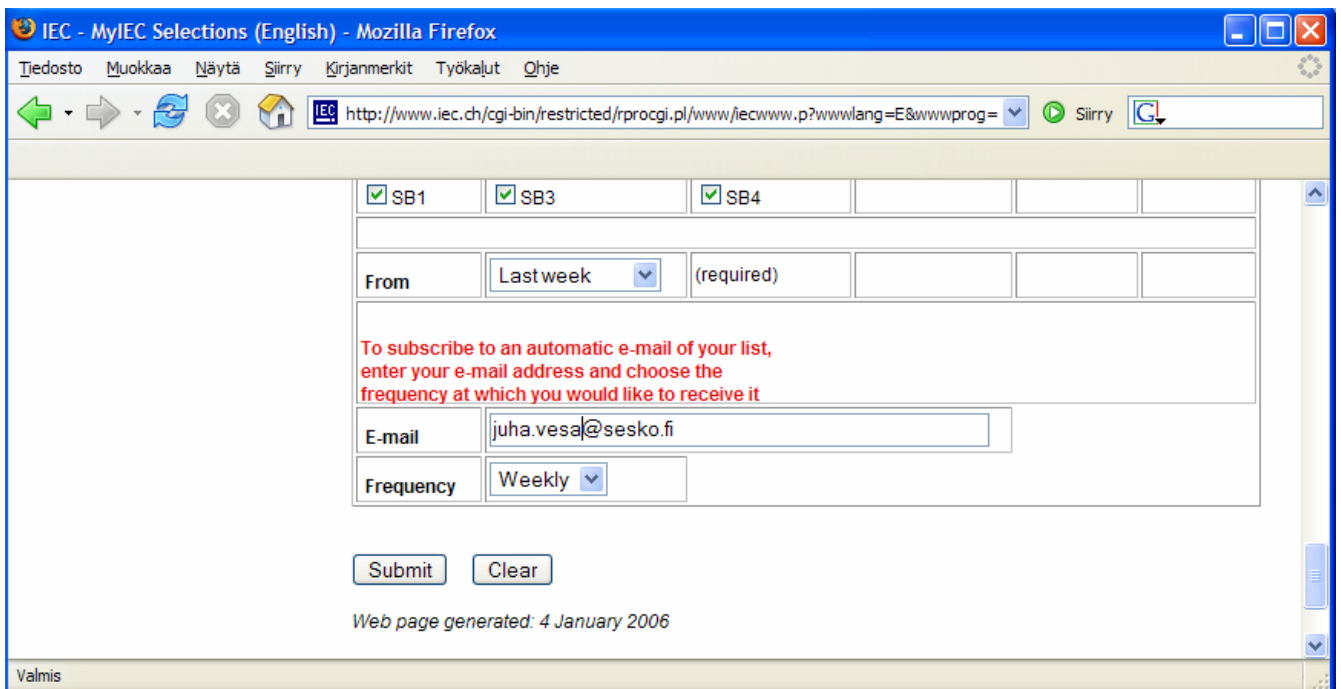 IEC - MyIEC Selections (English) - Mozilla Firefox
Tiedosto Muokkaa Näytä Siirry Kirjanmerkit Työkalut Ohje
IEC http://www.iec.ch/cgi-bin/restricted/rprocgi.pl/www/iecwww.p?wwwlang=E&wwwprog= Siirry G
SB1 SB3 SB4
From Last week (required)
To subscribe to an automatic e-mail of your list,
enter your e-mail address and choose the
frequency at which you would like to receive it
E-mail juha.vesa@sesko.fi
Frequency Weekly
Submit Clear
Web page generated: 4 January 2006
Valmis